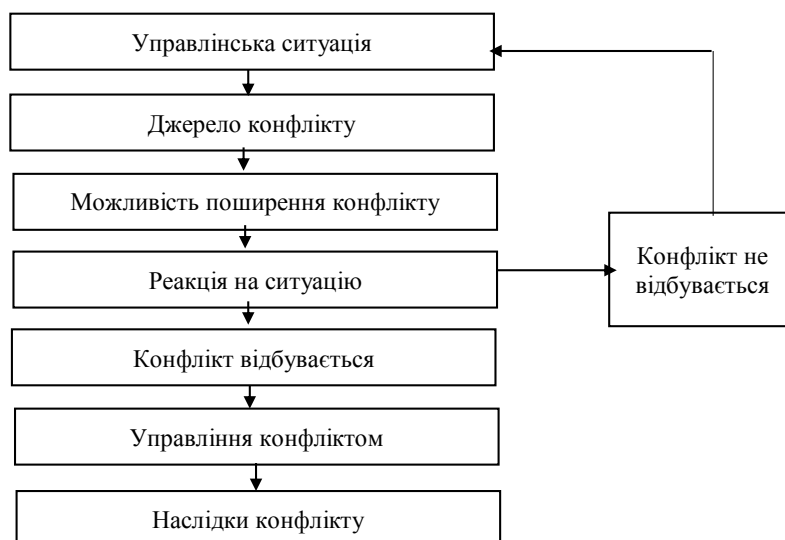 Управлінська ситуація
Джерело конфлікту
Можливість поширення конфлікту
Реакція на ситуацію
Конфлікт не
відбувається
Конфлікт відбувається
Управління конфліктом
Наслідки конфлікту